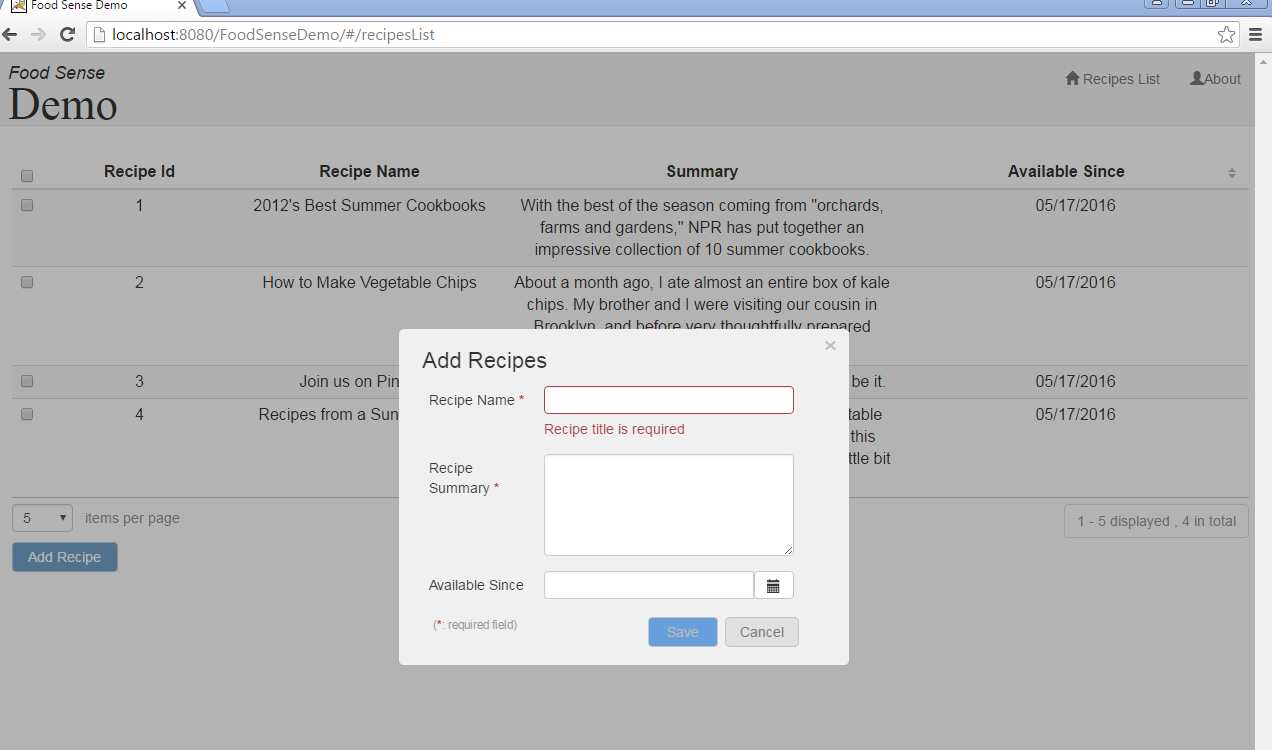 Food Sense Demo
localhost:8080/FoodSenseDemo/#/recipesList
Food Sense
Demo
Recipes List
About
Recipe Id
Recipe Name
Summary
Available Since
1
2012's Best Summer Cookbooks
With the best of the season coming from "orchards,
farms and gardens," NPR has put together an
impressive collection of 10 summer cookbooks.
05/17/2016
2
How to Make Vegetable Chips
About a month ago, I ate almost an entire box of kale
chips. My brother and I were visiting our cousin in
Brooklyn, and before very thoughtfully prepared
05/17/2016
3
Join us on Pin
be it.
05/17/2016
4
Recipes from a Sun
table
this
ttle bit
05/17/2016
Add Recipes
Recipe Name *
Recipe title is required
Recipe
Summary *
Available Since
(*: required field)
Save
Cancel
5
items per page
1 - 5 displayed , 4 in total
Add Recipe